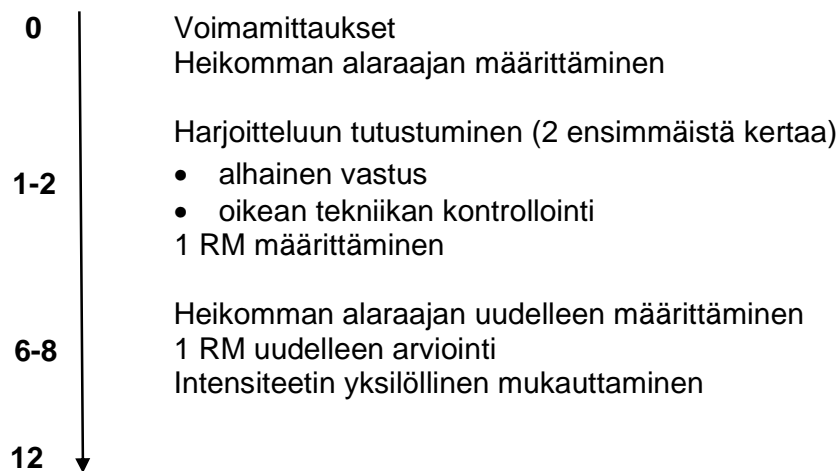 0 Voimamittaukset
Heikomman alaraajan määrittäminen
Harjoitteluun tutustuminen (2 ensimmäistä kertaa)
1-2 • alhainen vastus
• oikean tekniikan kontrollointi
1 RM määrittäminen
Heikomman alaraajan uudelleen määrittäminen
6-8 1 RM uudelleen arviointi
Intensiteetin yksilöllinen mukauttaminen
12